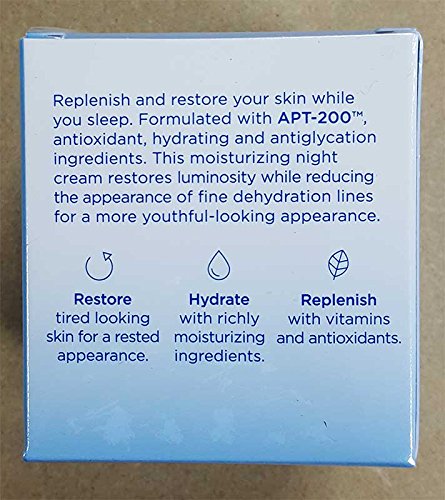 Replenish and restore your skin while
you sleep. Formulated with APT-200™,
antioxidant, hydrating and antiglycation
ingredients. This moisturizing night
cream restores luminosity while reducing
the appearance of fine dehydration lines
for a more youthful-looking appearance.
Restore
tired looking
skin for a rested
appearance.
Hydrate
with richly
moisturizing
ingredients.
Replenish
with vitamins
and antioxidants.